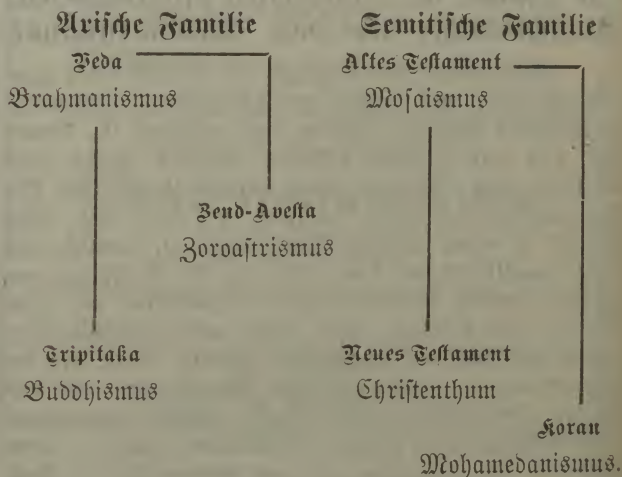 Arische Familie
Veda
Brahmanismus
Zend-Avesta
Zoroastrismus
Tripitaka
Buddhismus
Semitische Familie
Altes Testament
Mosaismus
Neues Testament
Christenthum
Koran
Mohamedanismus.